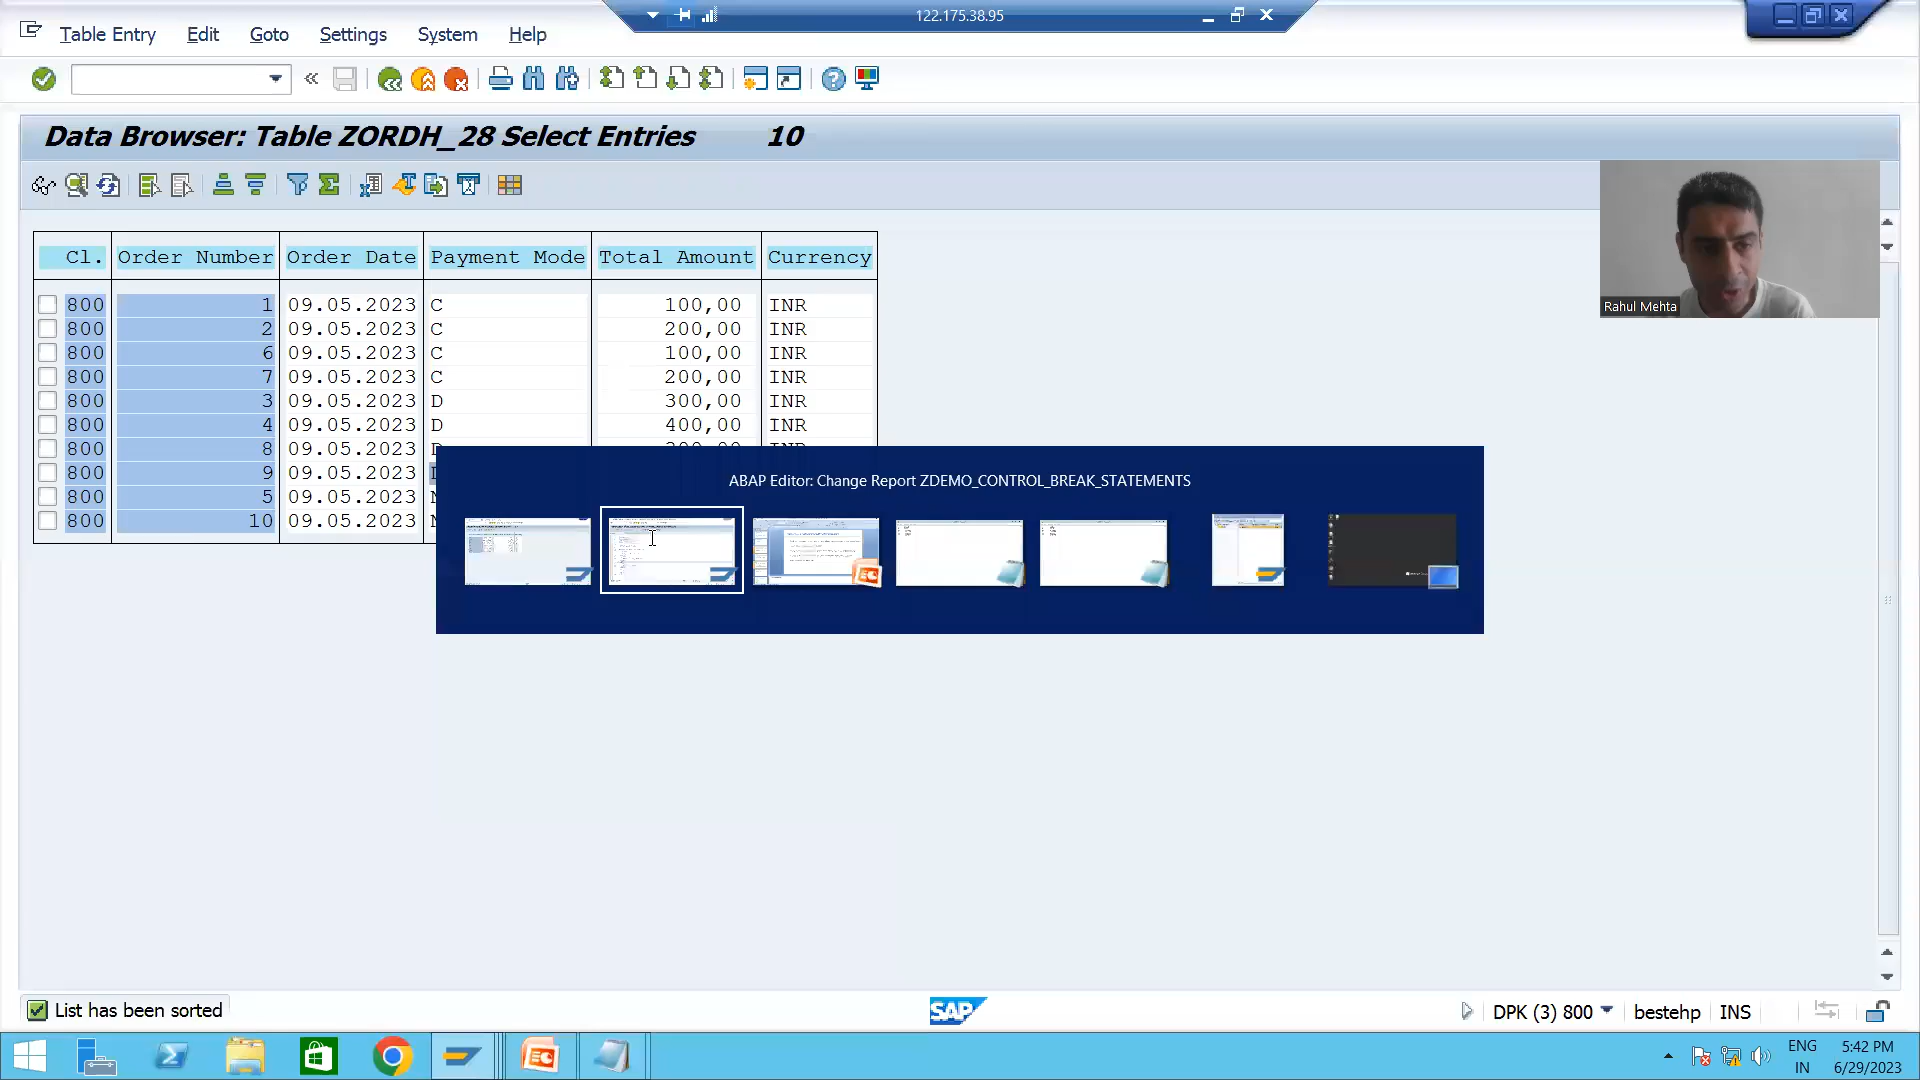 122.175.38.95
Table Entry Edit Goto Settings System Help
Data Browser: Table ZORDH_28 Select Entries 10
Cl. Order Number Order Date Payment Mode Total Amount Currency
800 1 09.05.2023 C 100,00 INR
800 2 09.05.2023 C 200,00 INR
800 6 09.05.2023 C 100,00 INR
800 7 09.05.2023 C 200,00 INR
800 3 09.05.2023 D 300,00 INR
800 4 09.05.2023 D 400,00 INR
800 8 09.05.2023
800 9 09.05.2023
800 5 09.05.2023
800 10 09.05.2023
Rahul Mehta
ABAP Editor: Change Report ZDEMO_CONTROL_BREAK_STATEMENTS
List has been sorted
SAP
DPK (3) 800 bestehp INS
ENG
IN
5:42 PM
6/29/2023